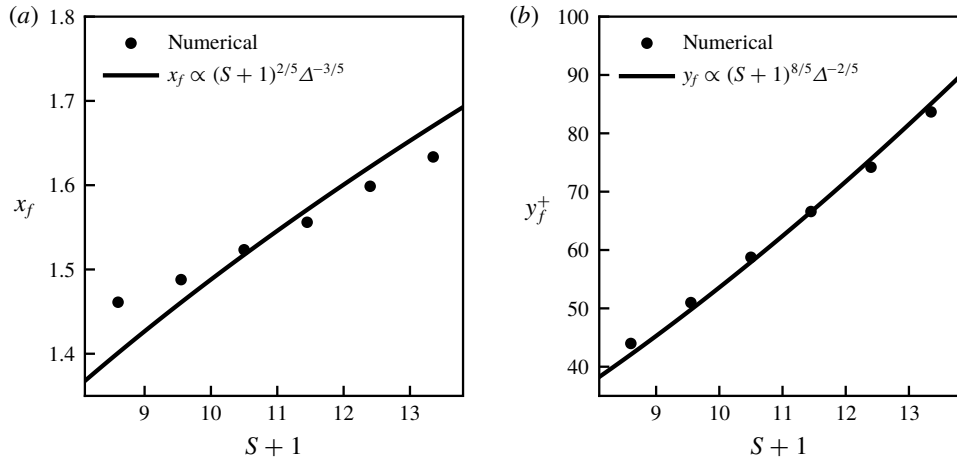 (a)
1.8
1.7
1.6
1.5
1.4
x_f
Numerical
x_f ∝ (S + 1)^{2/5} Δ^{−3/5}
9 10 11 12 13
S + 1
(b)
100
90
80
70
60
50
40
y_f^+
Numerical
y_f ∝ (S + 1)^{8/5} Δ^{−2/5}
9 10 11 12 13
S + 1